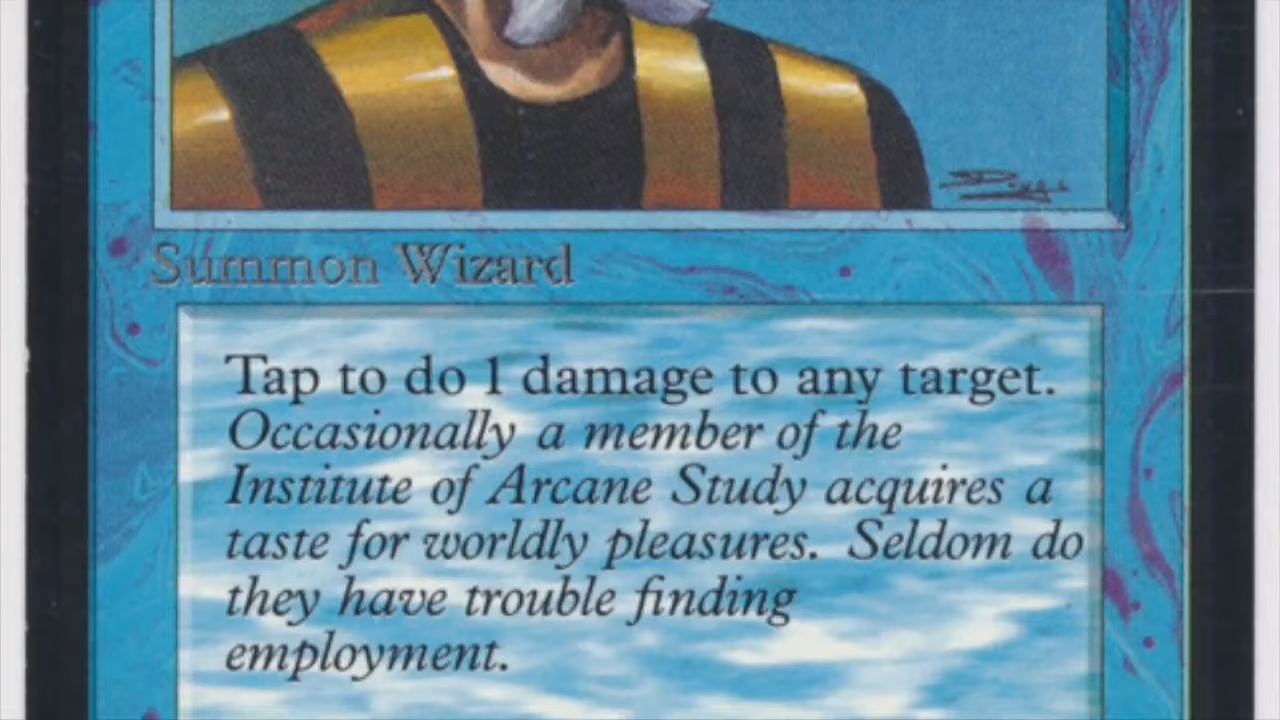 Summon Wizard
Tap to do 1 damage to any target.
Occasionally a member of the
Institute of Arcane Study acquires a
taste for worldly pleasures. Seldom do
they have trouble finding
employment.